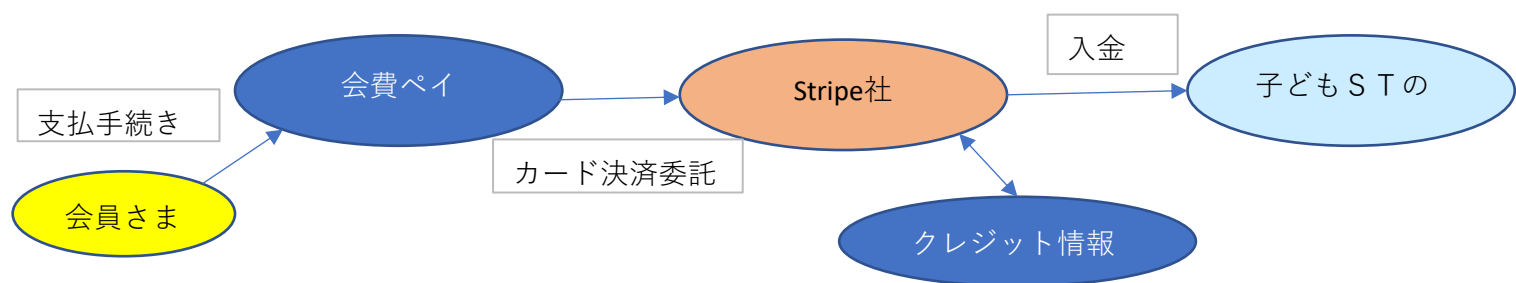 入金
会費ペイ
Stripe社
子どもＳＴの
支払手続き
カード決済委託
会員さま
クレジット情報